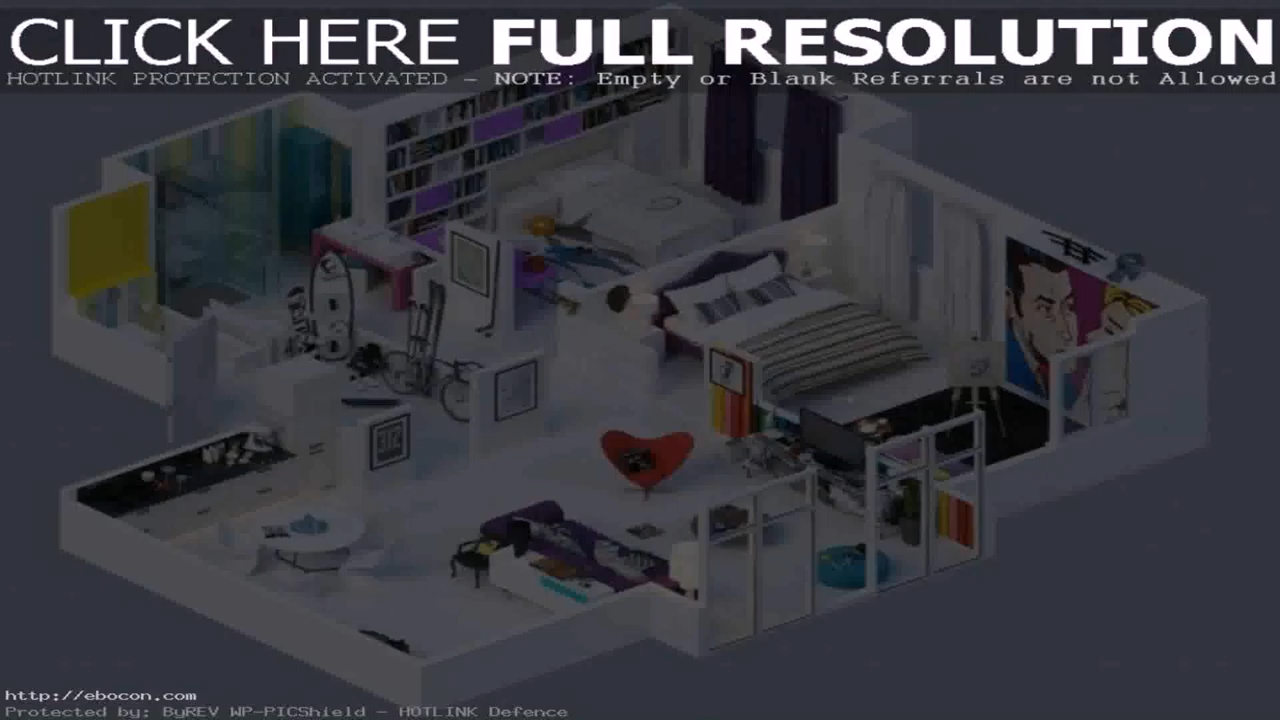 CLICK HERE FULL RESOLUTION
HOTLINK PROTECTION ACTIVATED - NOTE: Empty or Blank Referrals are not Allowed
http://ebocon.com
Protected by: ByREV WP-PICShield - HOTLINK Defence